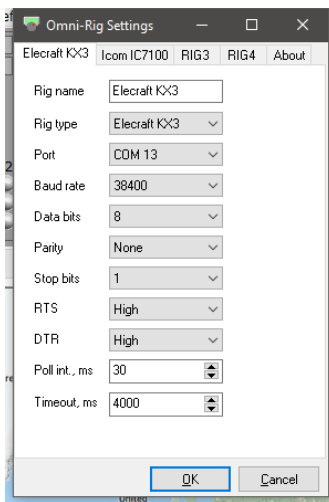 Omni-Rig Settings
Elecraft KX3 Icom IC7100 RIG3 RIG4 About
Rig name Elecraft KX3
Rig type Elecraft KX3
Port COM 13
Baud rate 38400
Data bits 8
Parity None
Stop bits 1
RTS High
DTR High
Poll int., ms 30
Timeout, ms 4000
OK Cancel
United